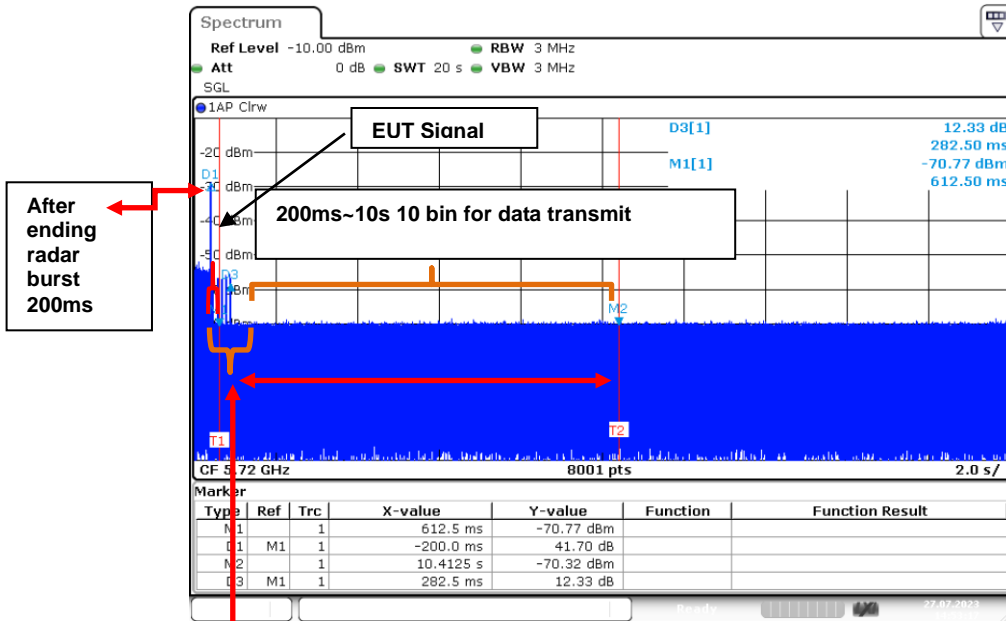 Spectrum
Ref Level -10.00 dBm RBW 3 MHz
Att 0 dB SWT 20 s VBW 3 MHz
SGL
1AP Clrw
EUT Signal
D3[1] 12.33 dB
282.50 ms
M1[1] -70.77 dBm
612.50 ms
-20 dBm
D1
dBm
After
ending
radar
burst
200ms
200ms~10s 10 bin for data transmit
D3
M2
T1
T2
CF 5.72 GHz 8001 pts 2.0 s/
Marker
Type Ref Trc X-value Y-value Function Function Result
M1 1 612.5 ms -70.77 dBm
D1 M1 1 -200.0 ms 41.70 dB
M2 1 10.4125 s -70.32 dBm
D3 M1 1 282.5 ms 12.33 dB
Ready 27.07.2023